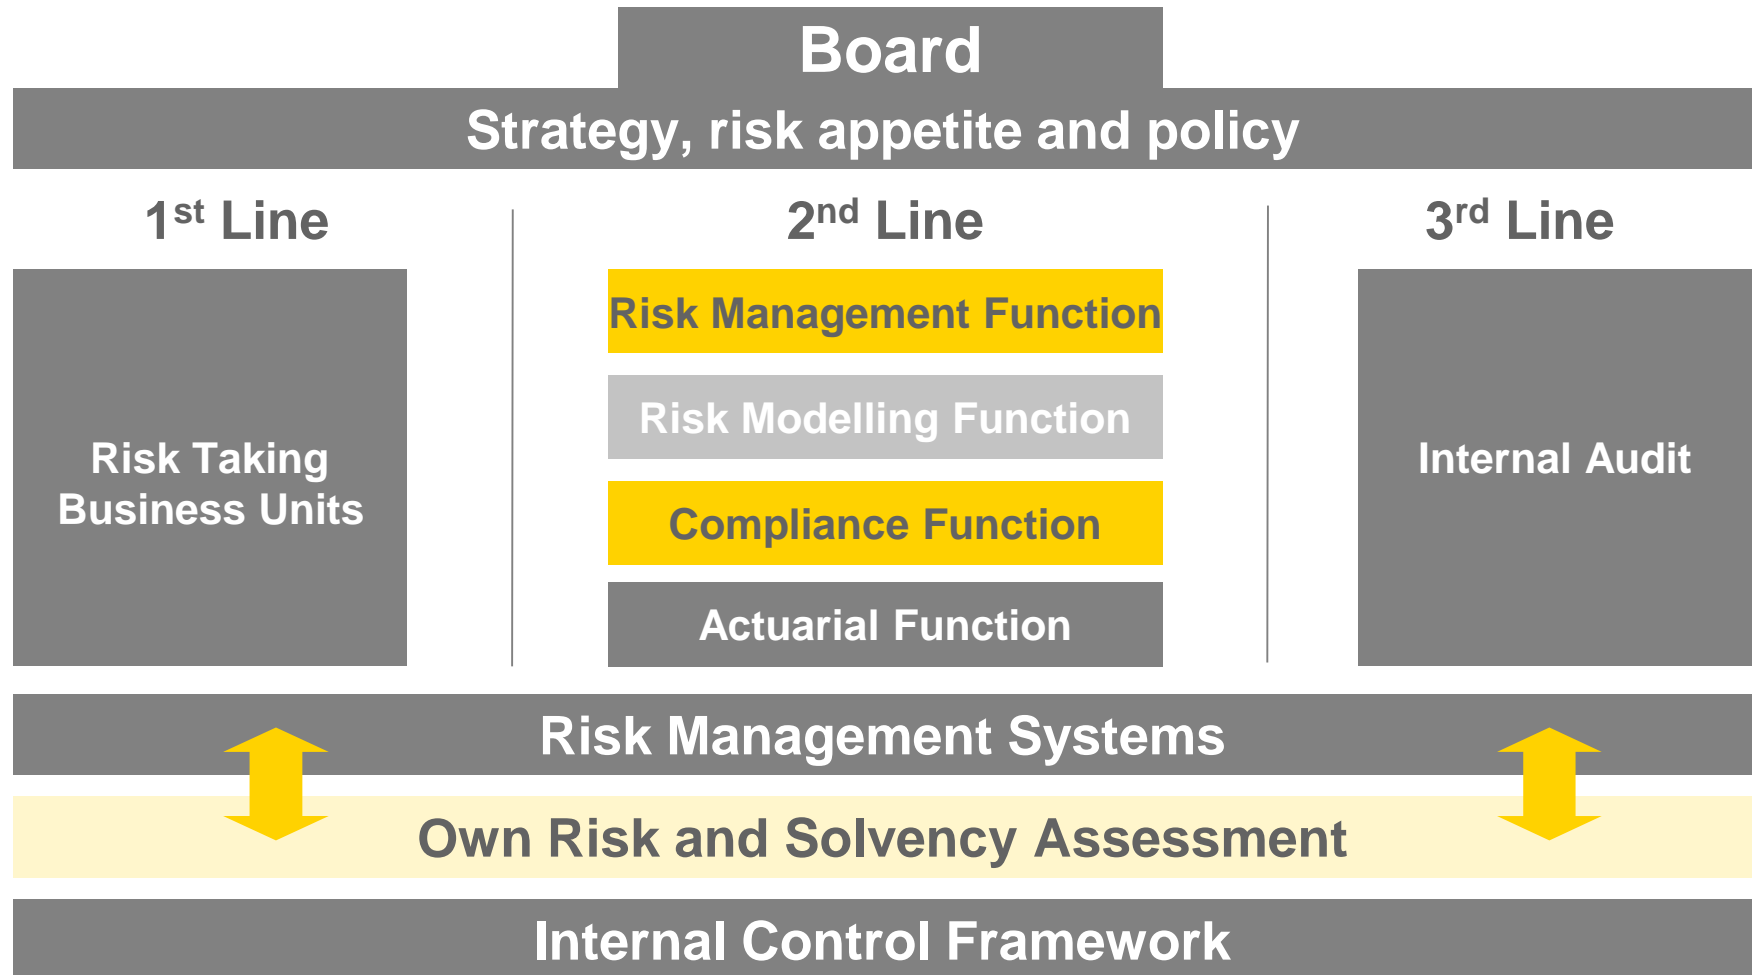 Board
Strategy, risk appetite and policy
1st Line
2nd Line
3rd Line
Risk Taking
Business Units
Risk Management Function
Risk Modelling Function
Compliance Function
Actuarial Function
Internal Audit
Risk Management Systems
Own Risk and Solvency Assessment
Internal Control Framework